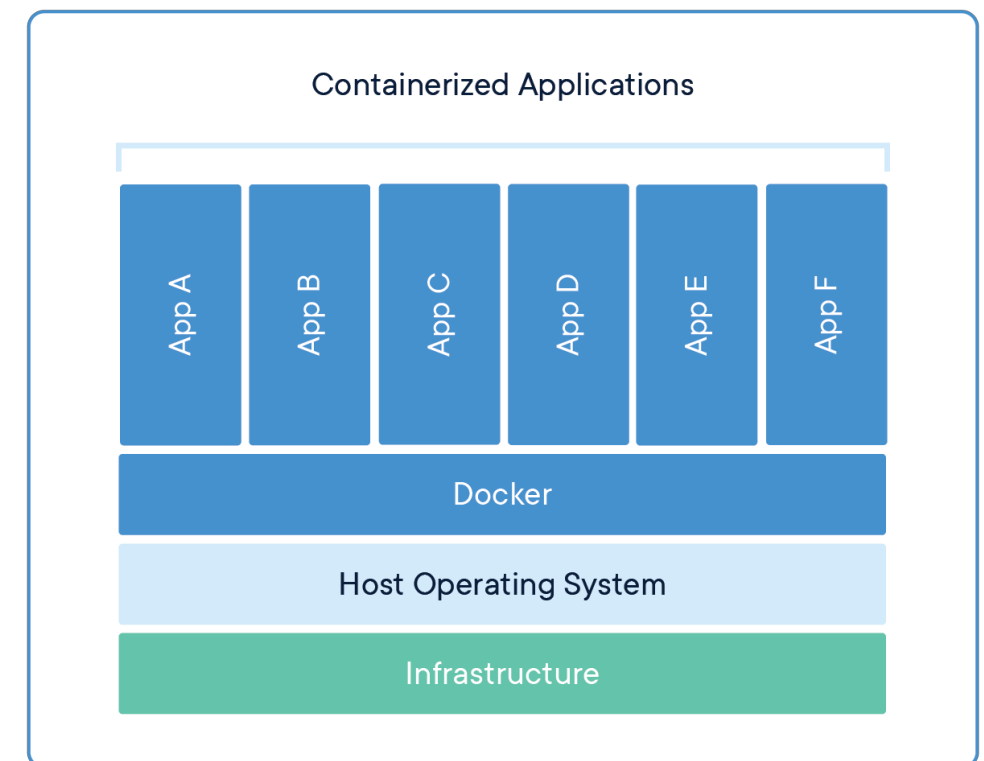 Containerized Applications
App A
App B
App C
App D
App E
App F
Docker
Host Operating System
Infrastructure